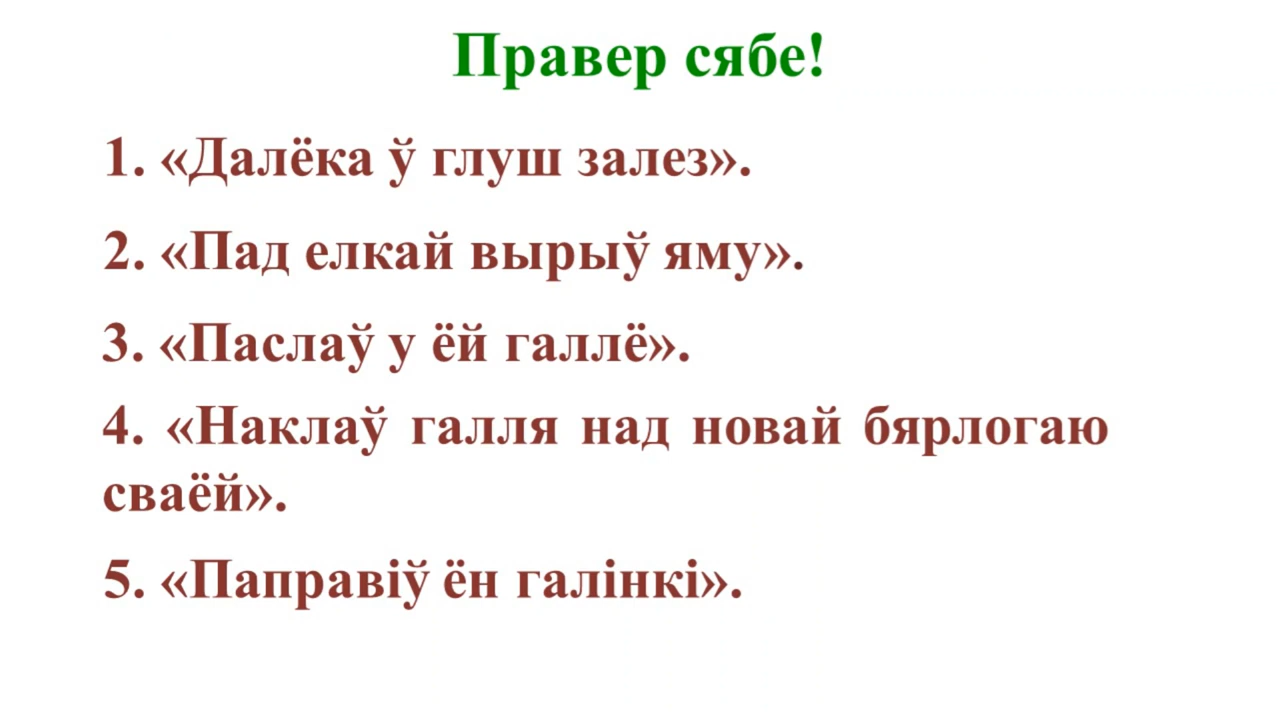 Правер сябе!
1. «Далёка ў глуш залез».
2. «Пад елкай вырыў яму».
3. «Паслаў у ёй галлё».
4. «Наклаў галля над новай бярлогаю
сваёй».
5. «Паправіў ён галінкі».